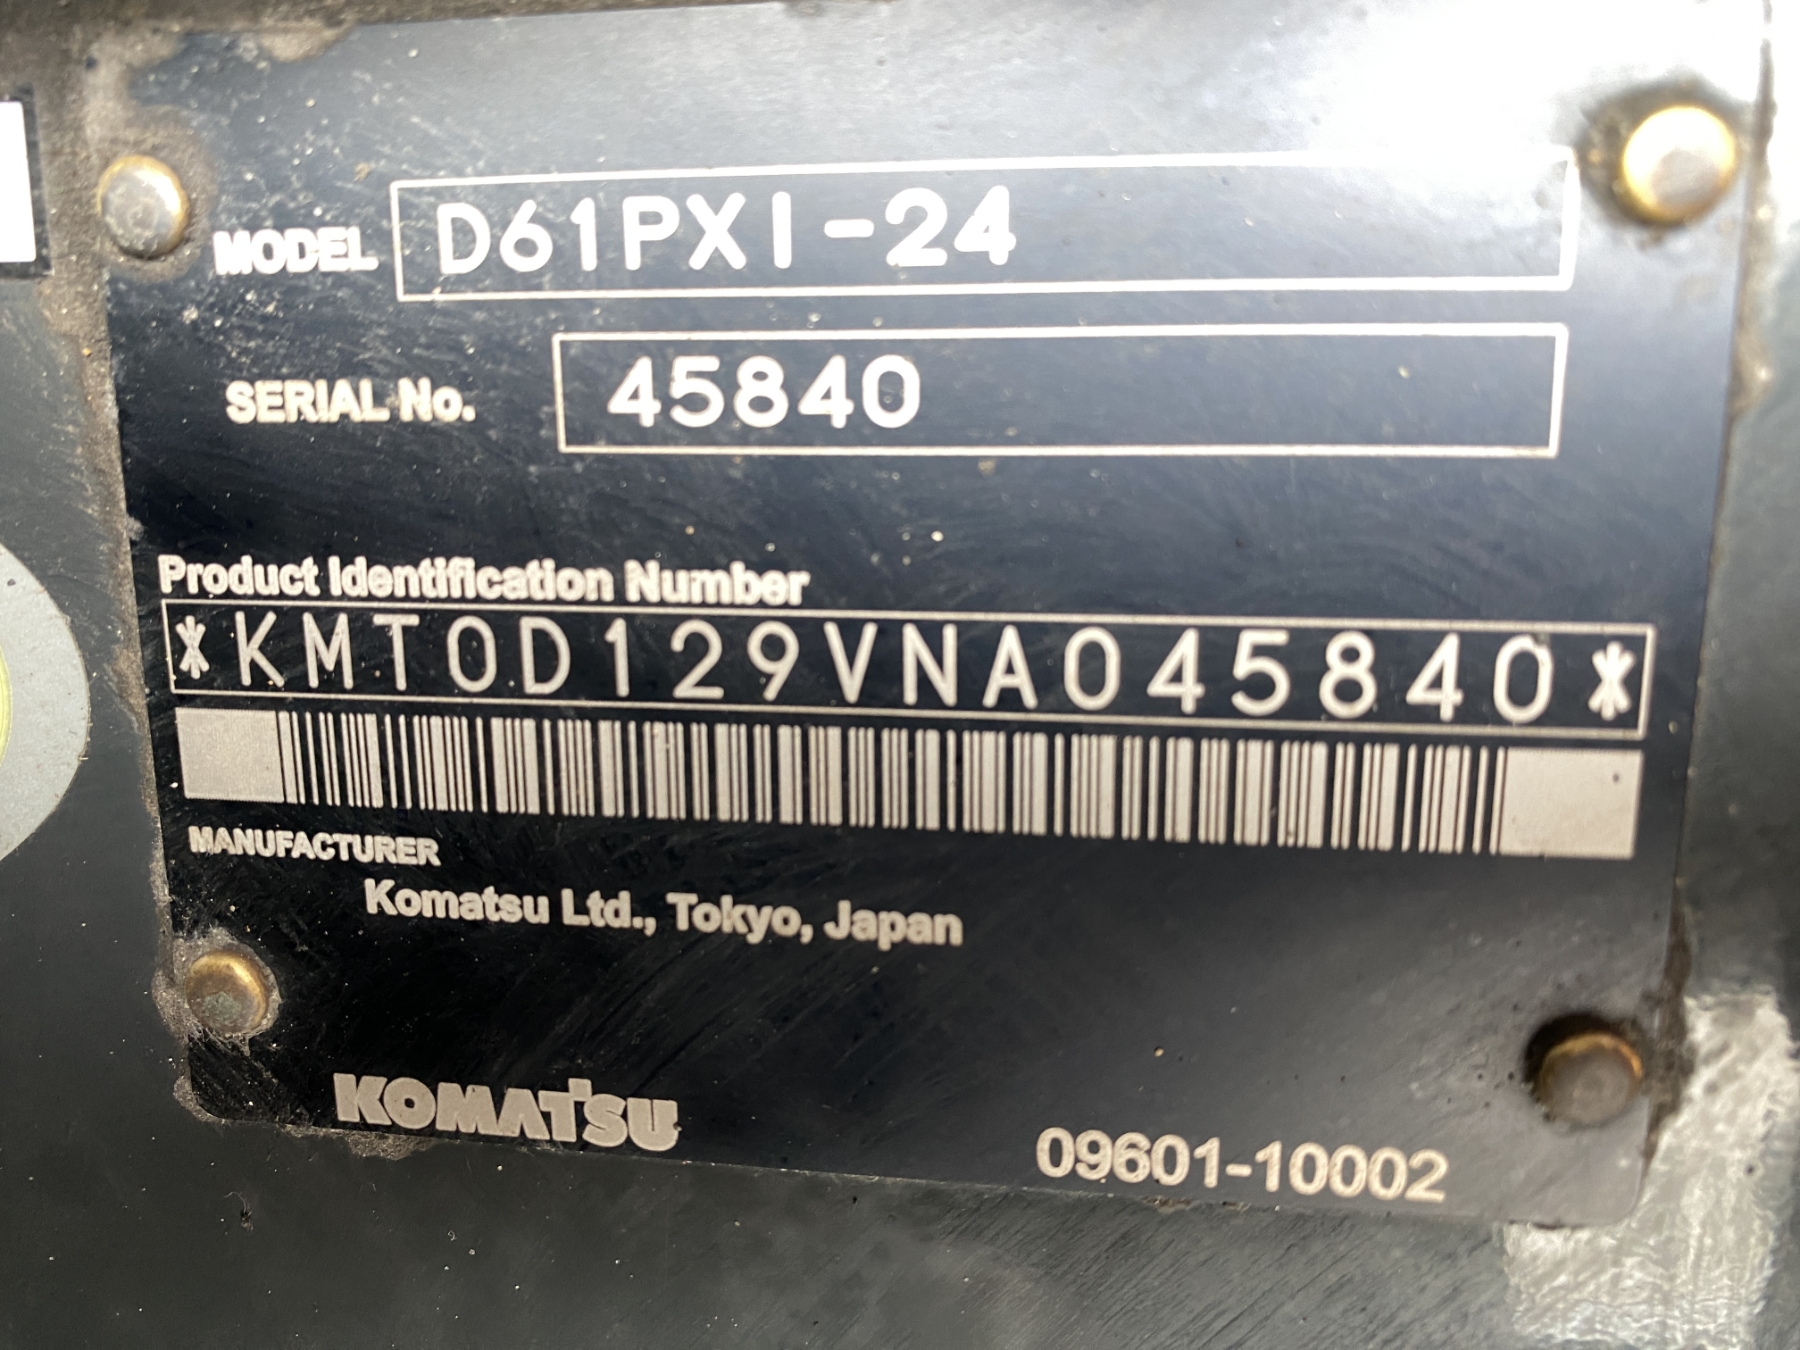 MODEL D61PXI-24
SERIAL No. 45840
Product Identification Number
*KMT0D129VNA045840*
MANUFACTURER
Komatsu Ltd., Tokyo, Japan
KOMATSU
09601-10002